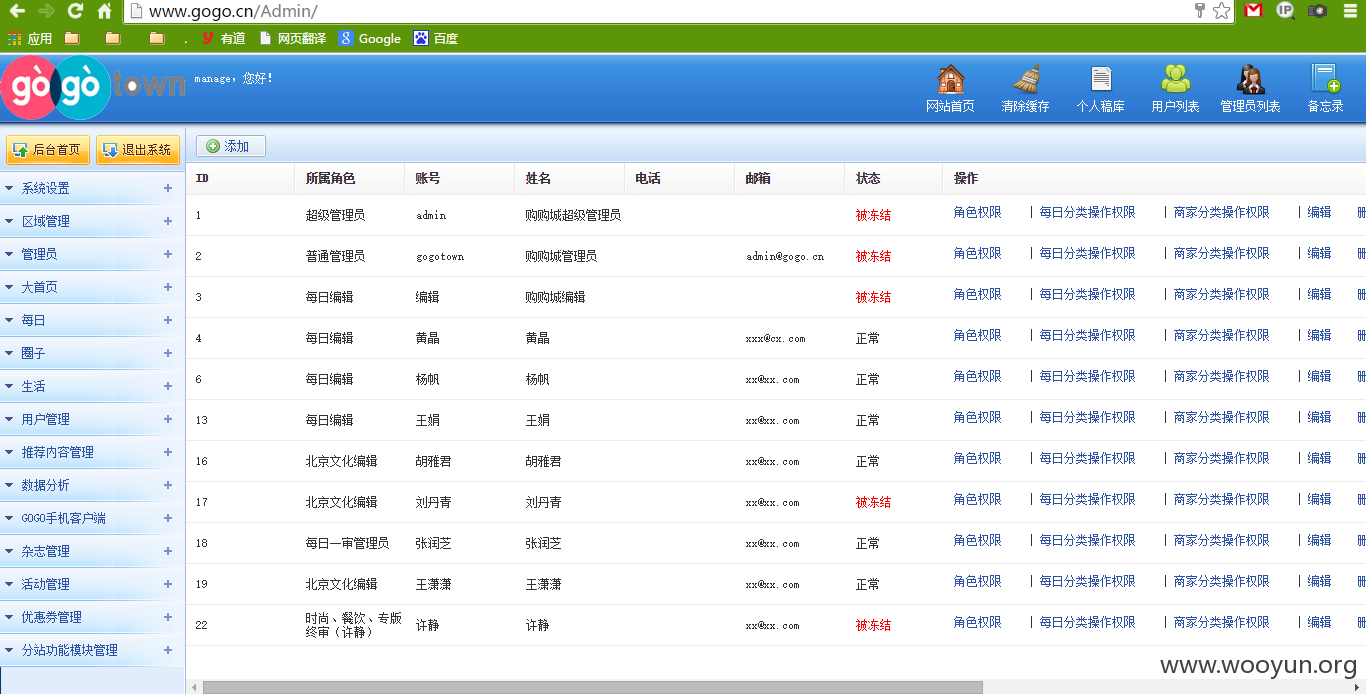 www.gogo.cn/Admin/
应用 . 有道 网页翻译 Google 百度
gògò town manage，您好！
网站首页 清除缓存 个人稿库 用户列表 管理员列表 备忘录
后台首页 退出系统
系统设置
区域管理
管理员
大首页
每日
圈子
生活
用户管理
推荐内容管理
数据分析
GOGO手机客户端
杂志管理
活动管理
优惠券管理
分站功能模块管理
添加
ID 所属角色 账号 姓名 电话 邮箱 状态 操作
1 超级管理员 admin 购购城超级管理员 被冻结 角色权限 | 每日分类操作权限 | 商家分类操作权限 | 编辑
2 普通管理员 gogotown 购购城管理员 admin@gogo.cn 被冻结 角色权限 | 每日分类操作权限 | 商家分类操作权限 | 编辑
3 每日编辑 编辑 购购城编辑 被冻结 角色权限 | 每日分类操作权限 | 商家分类操作权限 | 编辑
4 每日编辑 黄晶 黄晶 xxx@cx.com 正常 角色权限 | 每日分类操作权限 | 商家分类操作权限 | 编辑
6 每日编辑 杨帆 杨帆 xx@xx.com 正常 角色权限 | 每日分类操作权限 | 商家分类操作权限 | 编辑
13 每日编辑 王娟 王娟 xx@xx.com 正常 角色权限 | 每日分类操作权限 | 商家分类操作权限 | 编辑
16 北京文化编辑 胡雅君 胡雅君 xx@xx.com 正常 角色权限 | 每日分类操作权限 | 商家分类操作权限 | 编辑
17 北京文化编辑 刘丹青 刘丹青 xx@xx.com 被冻结 角色权限 | 每日分类操作权限 | 商家分类操作权限 | 编辑
18 每日一审管理员 张润芝 张润芝 xx@xx.com 正常 角色权限 | 每日分类操作权限 | 商家分类操作权限 | 编辑
19 北京文化编辑 王潇潇 王潇潇 xx@xx.com 正常 角色权限 | 每日分类操作权限 | 商家分类操作权限 | 编辑
22 时尚、餐饮、专版终审（许静） 许静 许静 xx@xx.com 被冻结 角色权限 | 每日分类操作权限 | 商家分类操作权限 | 编辑
www.wooyun.org